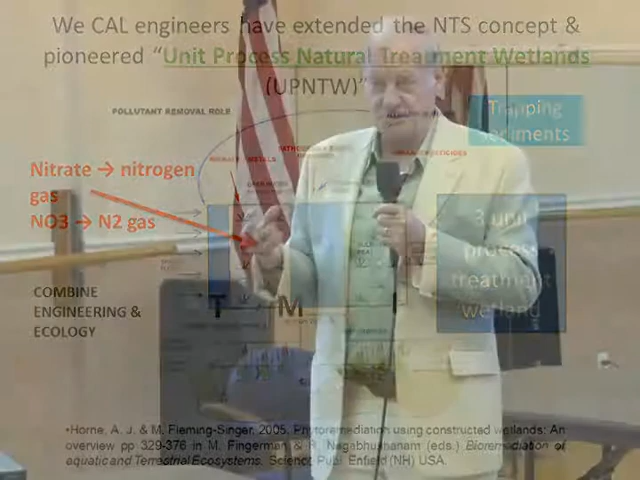 We CAL engineers have extended the NTS concept &
pioneered "Unit Process Natural Treatment Wetlands
(UPNTW)"
POLLUTANT REMOVAL ROLE
Trapping
sediments
Nitrate → nitrogen
gas
NO3 → N2 gas
METALS
3 unit
process
treatment
wetland
COMBINE
ENGINEERING &
ECOLOGY
T
M
•Horne, A. J. & M. Fleming-Singer. 2005. Phytoremediation using constructed wetlands: An
overview pp 329-376 in M. Fingerman & R. Nagabhushanam (eds.) Bioremediation of
aquatic and Terrestrial Ecosystems. Science Publ Enfield (NH) USA.